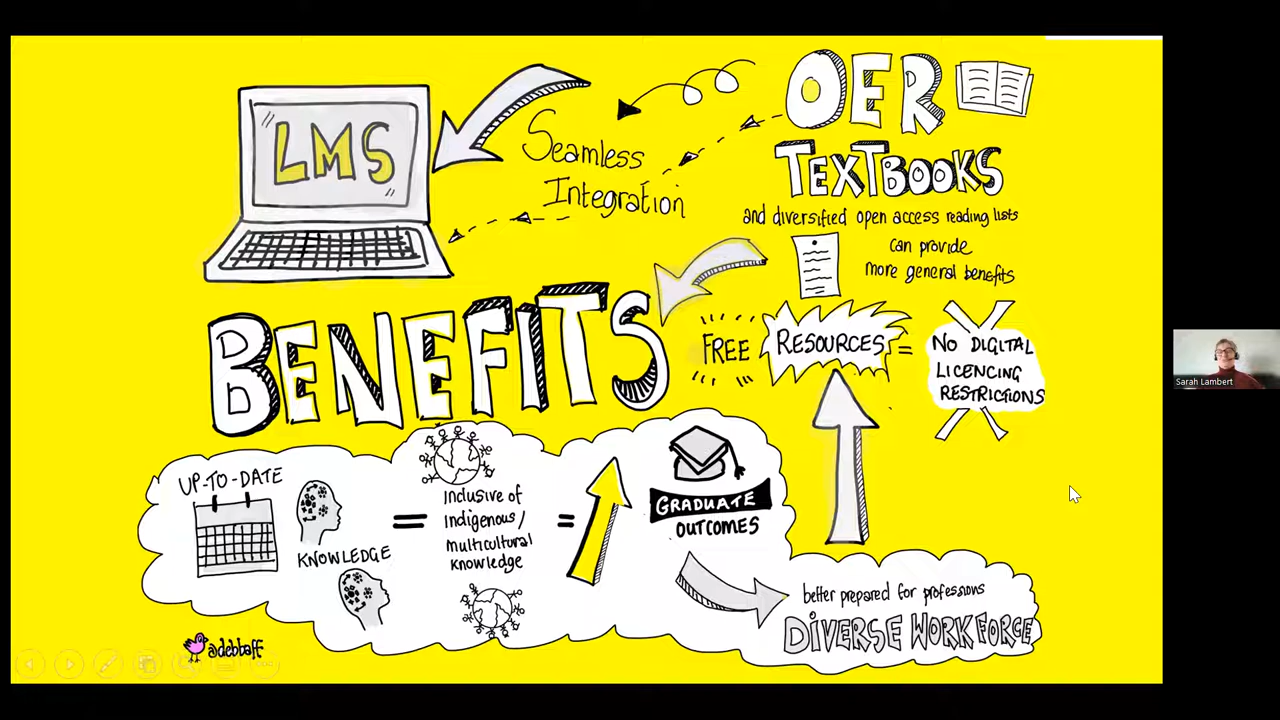 OER
TEXTBOOKS
and diversified open access reading lists
can provide
more general benefits
LMS
Seamless
Integration
BENEFITS
FREE
RESOURCES
=
NO DIGITAL
LICENCING
RESTRICTIONS
UP-TO-DATE
KNOWLEDGE
=
Inclusive of
Indigenous/
multicultural
knowledge
=
GRADUATE
OUTCOMES
better prepared for professions
DIVERSE WORKFORCE
@debbaff
Sarah Lambert